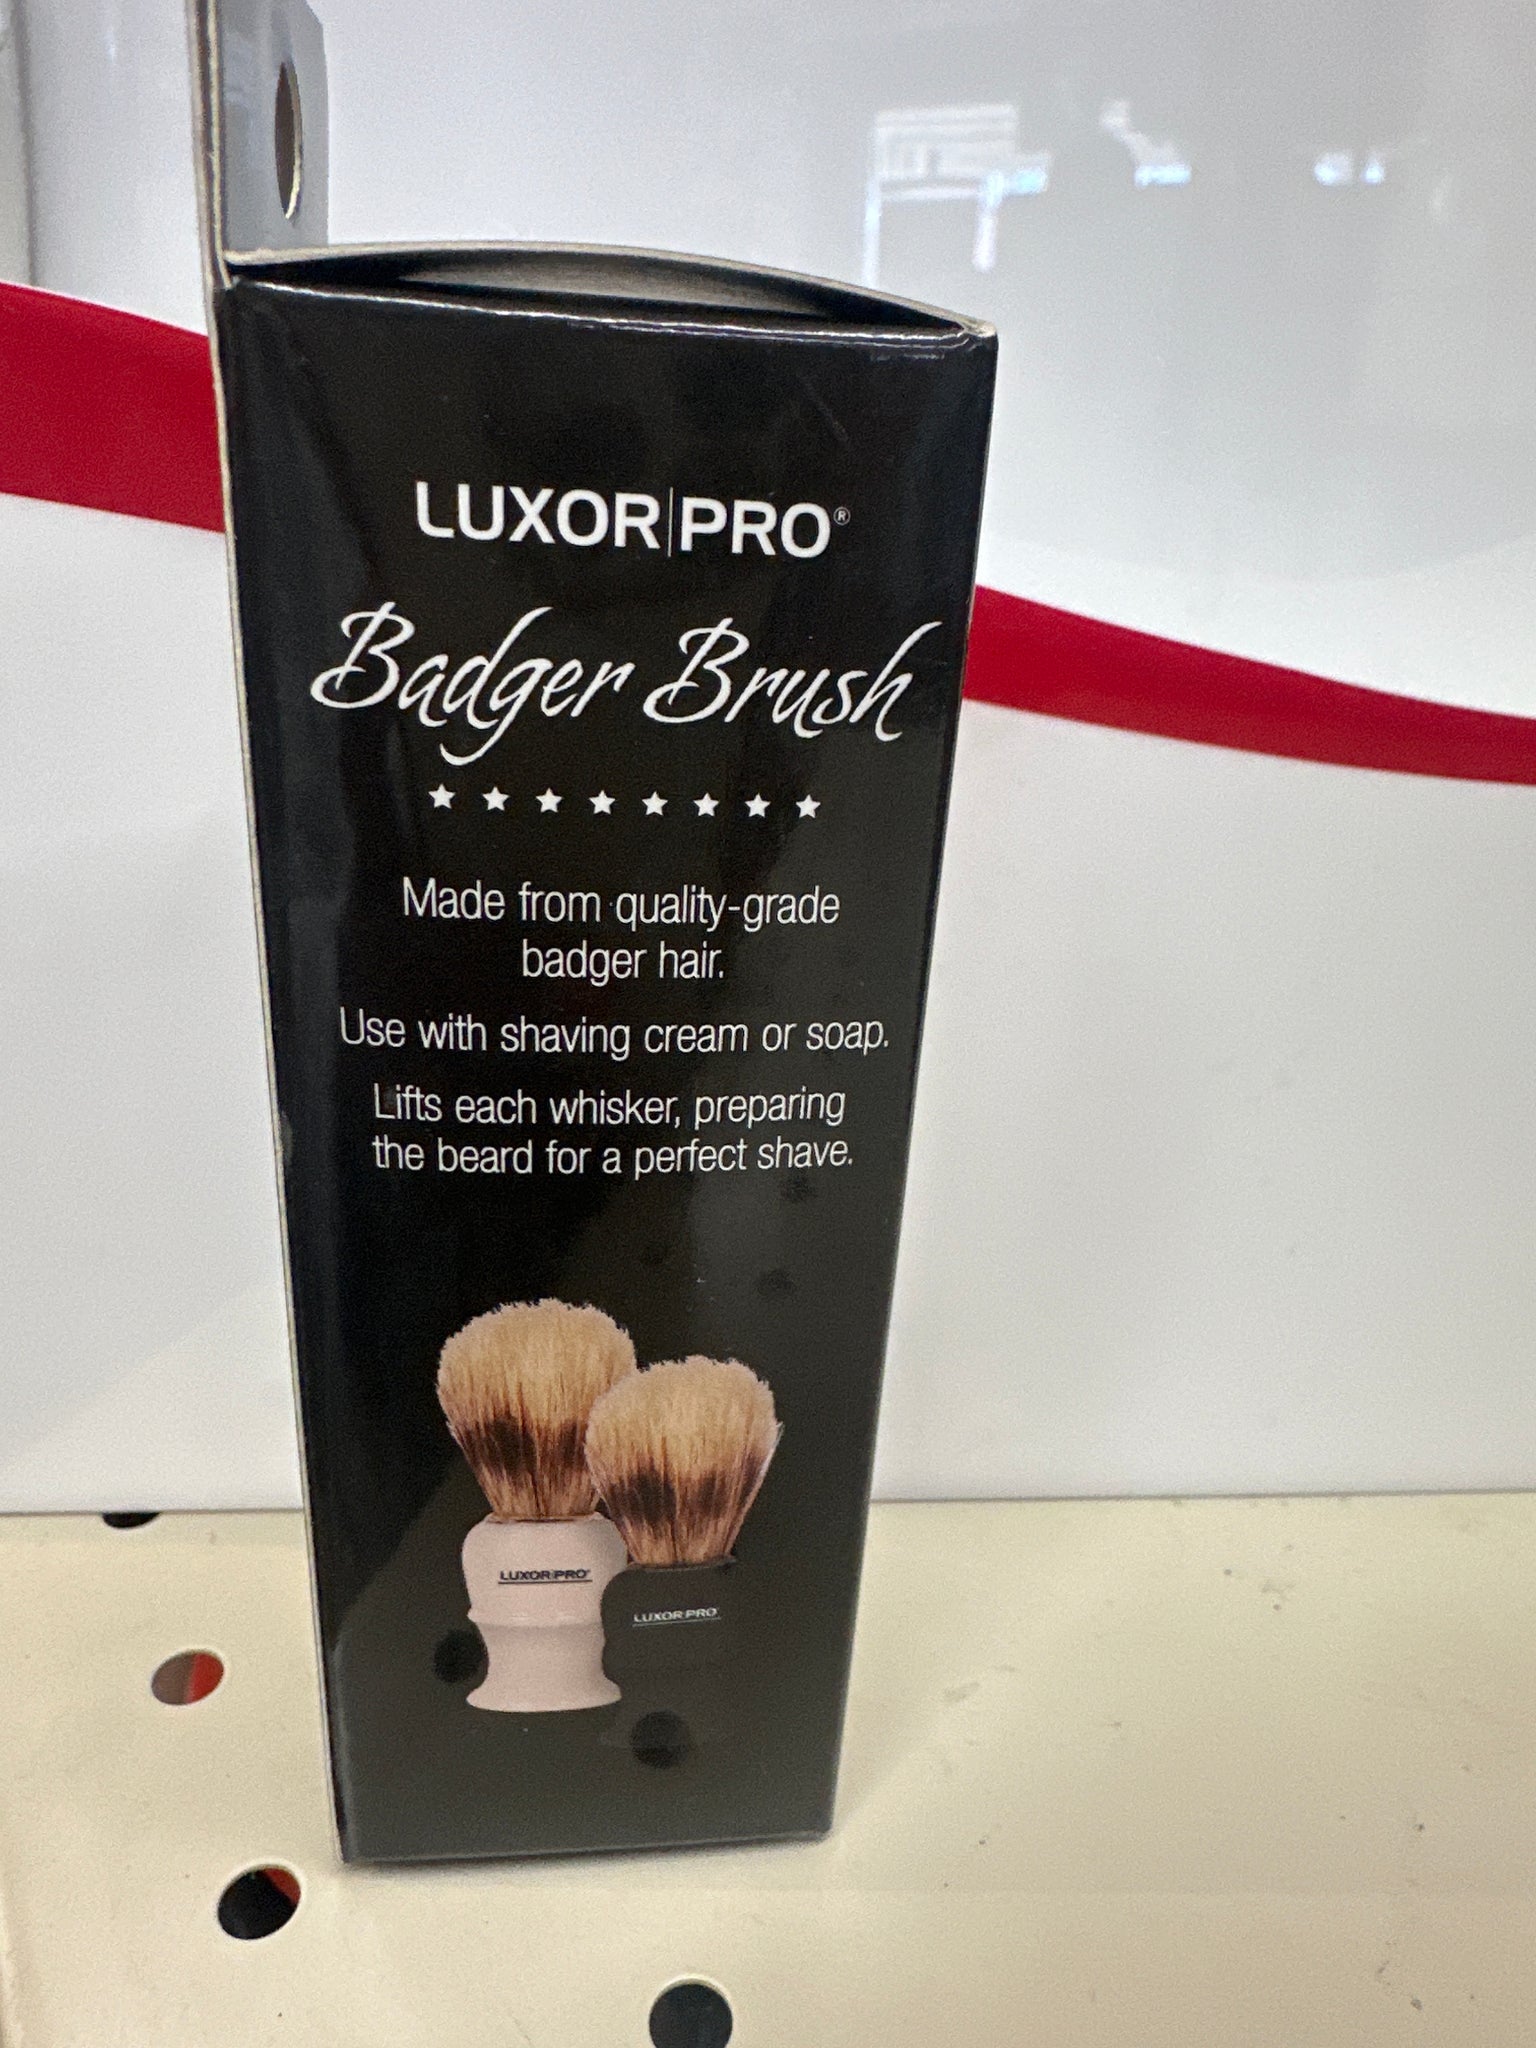 LUXOR|PRO®
Badger Brush
Made from quality-grade
badger hair.
Use with shaving cream or soap.
Lifts each whisker, preparing
the beard for a perfect shave.
LUXOR|PRO®
LUXOR|PRO